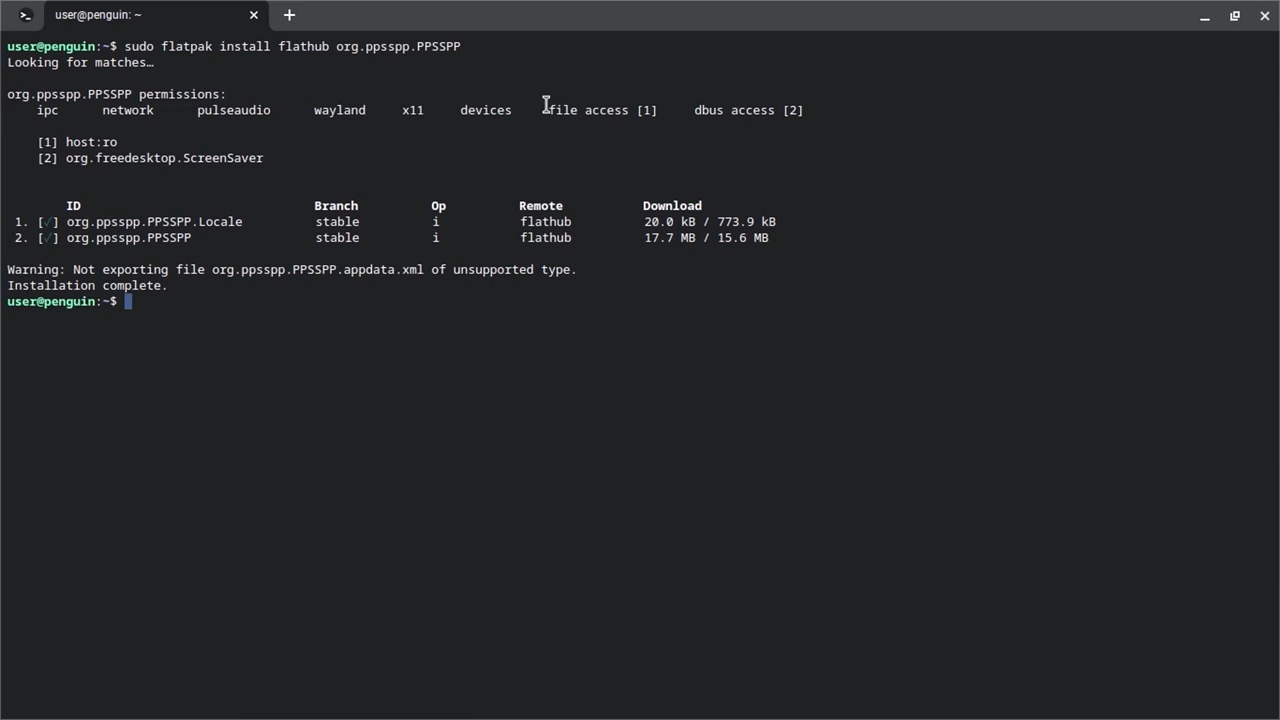 user@penguin: ~
user@penguin:~$ sudo flatpak install flathub org.ppsspp.PPSSPP
Looking for matches…
org.ppsspp.PPSSPP permissions:
ipc network pulseaudio wayland x11 devices file access [1] dbus access [2]
[1] host:ro
[2] org.freedesktop.ScreenSaver
ID Branch Op Remote Download
1. [✓] org.ppsspp.PPSSPP.Locale stable i flathub 20.0 kB / 773.9 kB
2. [✓] org.ppsspp.PPSSPP stable i flathub 17.7 MB / 15.6 MB
Warning: Not exporting file org.ppsspp.PPSSPP.appdata.xml of unsupported type.
Installation complete.
user@penguin:~$